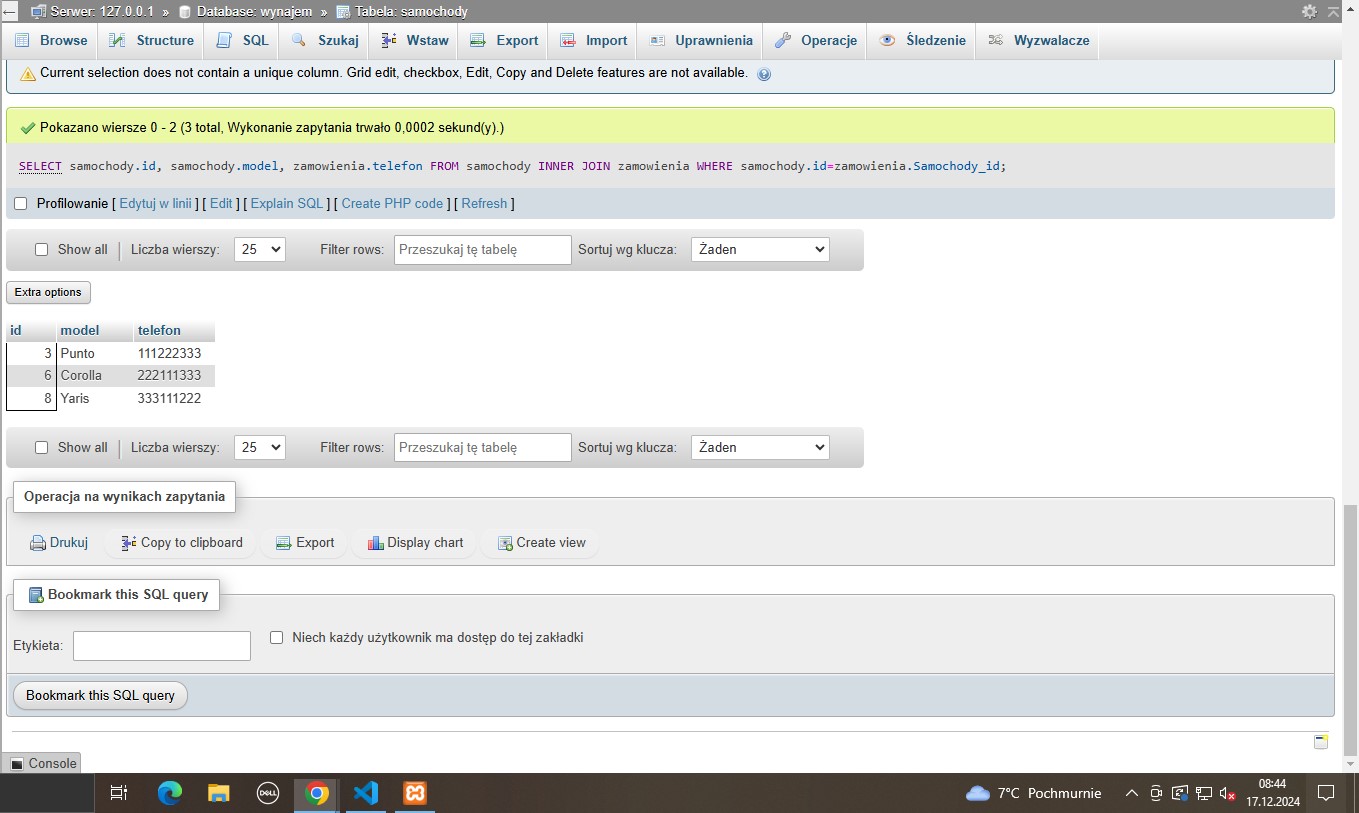 Serwer: 127.0.0.1 » Database: wynajem » Tabela: samochody
Browse Structure SQL Szukaj Wstaw Export Import Uprawnienia Operacje Śledzenie Wyzwalacze
Current selection does not contain a unique column. Grid edit, checkbox, Edit, Copy and Delete features are not available.
Pokazano wiersze 0 - 2 (3 total, Wykonanie zapytania trwało 0,0002 sekund(y).)
SELECT samochody.id, samochody.model, zamowienia.telefon FROM samochody INNER JOIN zamowienia WHERE samochody.id=zamowienia.Samochody_id;
Profilowanie [ Edytuj w linii ] [ Edit ] [ Explain SQL ] [ Create PHP code ] [ Refresh ]
Show all Liczba wierszy: 25 Filter rows: Przeszukaj tę tabelę Sortuj wg klucza: Żaden
Extra options
id model telefon
3 Punto 111222333
6 Corolla 222111333
8 Yaris 333111222
Show all Liczba wierszy: 25 Filter rows: Przeszukaj tę tabelę Sortuj wg klucza: Żaden
Operacja na wynikach zapytania
Drukuj Copy to clipboard Export Display chart Create view
Bookmark this SQL query
Etykieta: Niech każdy użytkownik ma dostęp do tej zakładki
Bookmark this SQL query
Console
DELL 7°C Pochmurnie 08:44
17.12.2024